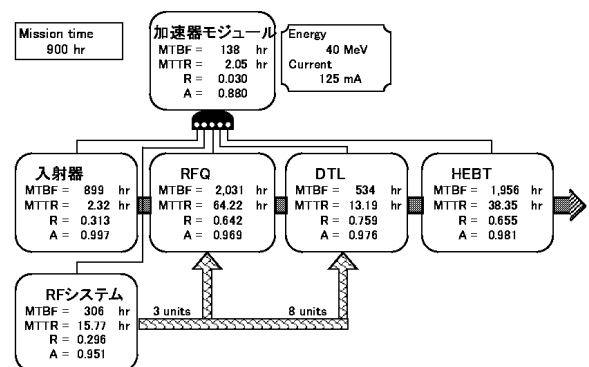 Mission time
900 hr
加速器モジュール
MTBF = 138 hr
MTTR = 2.05 hr
R = 0.030
A = 0.880
Energy
40 MeV
Current
125 mA
入射器
MTBF = 899 hr
MTTR = 2.32 hr
R = 0.313
A = 0.997
RFQ
MTBF = 2,031 hr
MTTR = 64.22 hr
R = 0.642
A = 0.969
DTL
MTBF = 534 hr
MTTR = 13.19 hr
R = 0.759
A = 0.976
HEBT
MTBF = 1,956 hr
MTTR = 38.35 hr
R = 0.655
A = 0.981
RFシステム
MTBF = 306 hr
MTTR = 15.77 hr
R = 0.296
A = 0.951
3 units
8 units